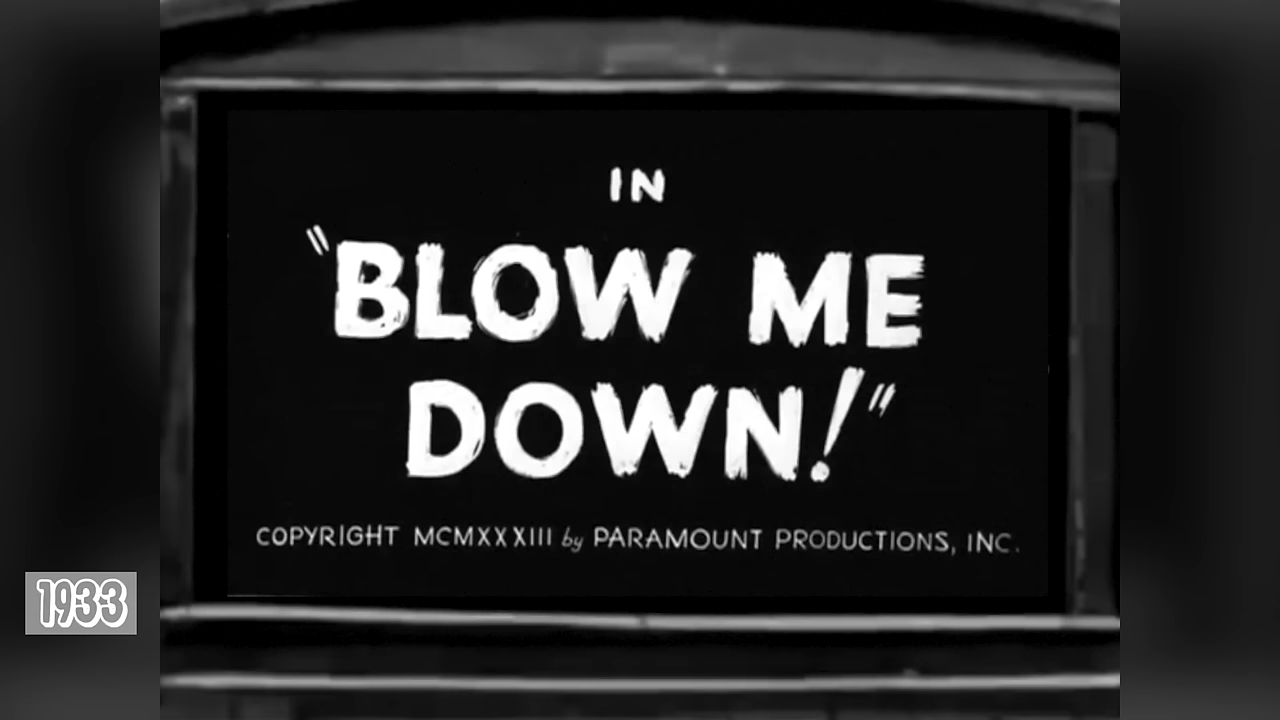 IN
"BLOW ME
DOWN!"
COPYRIGHT MCMXXXIII by PARAMOUNT PRODUCTIONS, INC.
1933